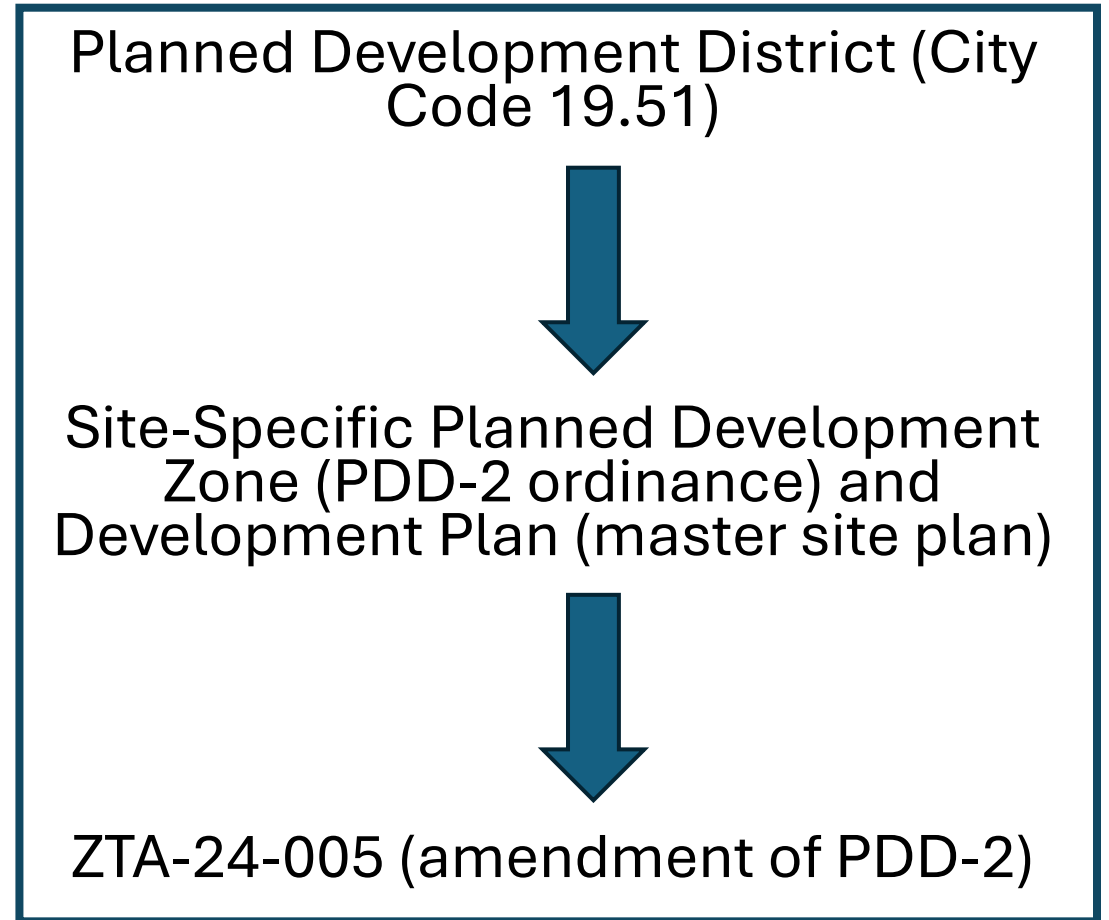 Planned Development District (City
Code 19.51)
Site-Specific Planned Development
Zone (PDD-2 ordinance) and
Development Plan (master site plan)
ZTA-24-005 (amendment of PDD-2)